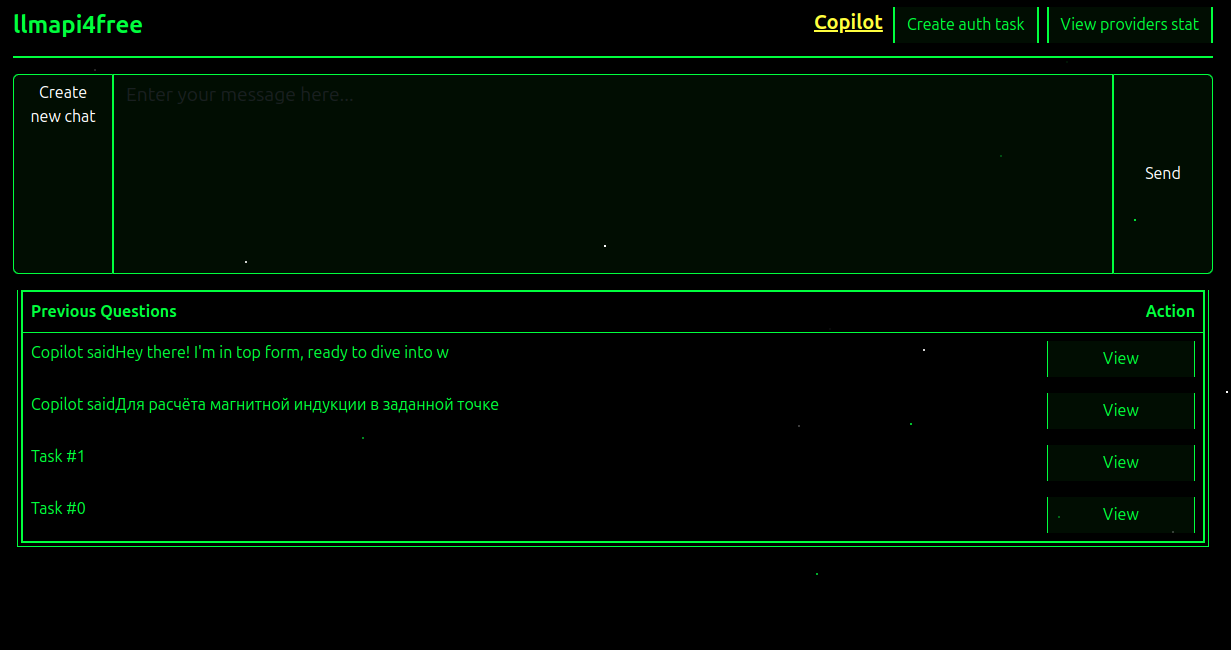 llmapi4free
Copilot
Create auth task
View providers stat
Create
new chat
Enter your message here...
Send
Previous Questions
Action
Copilot saidHey there! I'm in top form, ready to dive into w
View
Copilot saidДля расчёта магнитной индукции в заданной точке
View
Task #1
View
Task #0
View